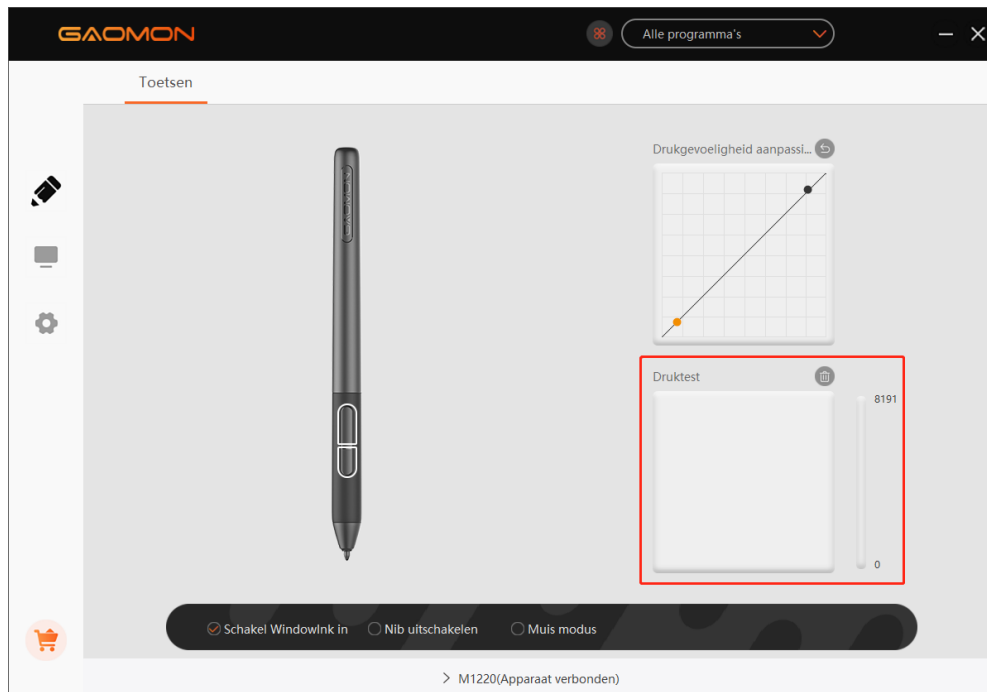 GAOMON
Alle programma's
Toetsen
Drukgevoeligheid aanpassi...
GAOMON
Druktest
8191
0
Schakel WindowInk in
Nib uitschakelen
Muis modus
M1220(Apparaat verbonden)